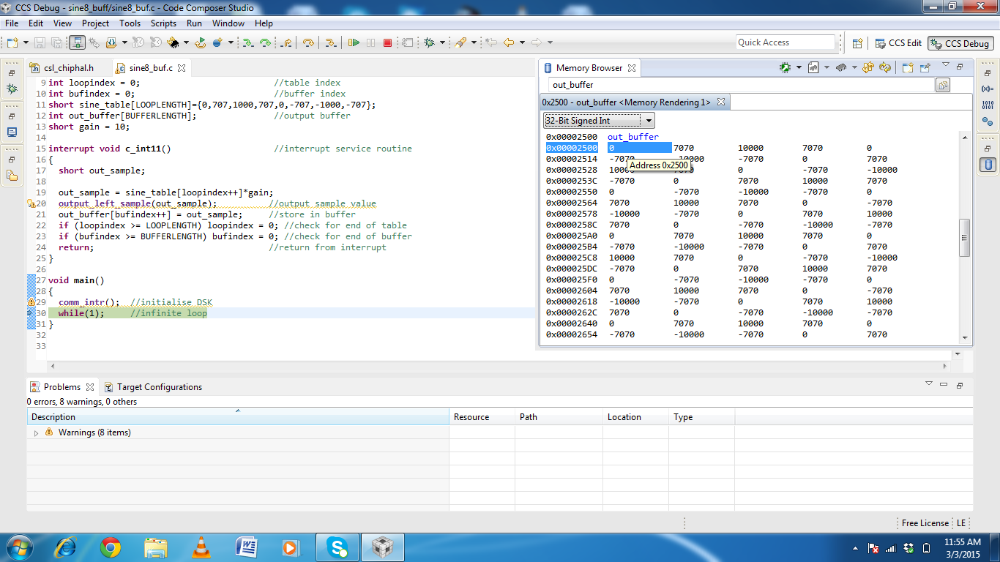 CCS Debug - sine8_buff/sine8_buf.c - Code Composer Studio
File Edit View Project Tools Scripts Run Window Help
Quick Access CCS Edit CCS Debug
csl_chiphal.h sine8_buf.c
9 int loopindex = 0; //table index
10 int bufindex = 0; //buffer index
11 short sine_table[LOOPLENGTH]={0,707,1000,707,0,-707,-1000,-707};
12 int out_buffer[BUFFERLENGTH]; //output buffer
13 short gain = 10;
14
15 interrupt void c_int11() //interrupt service routine
16 {
17 short out_sample;
18
19 out_sample = sine_table[loopindex++]*gain;
20 output_left_sample(out_sample); //output sample value
21 out_buffer[bufindex++] = out_sample; //store in buffer
22 if (loopindex >= LOOPLENGTH) loopindex = 0; //check for end of table
23 if (bufindex >= BUFFERLENGTH) bufindex = 0; //check for end of buffer
24 return; //return from interrupt
25 }
26
27 void main()
28 {
29 comm_intr(); //initialise DSK
30 while(1); //infinite loop
31 }
32
33
Memory Browser
out_buffer
0x2500 - out_buffer <Memory Rendering 1>
32-Bit Signed Int
0x00002500 out_buffer
0x00002500 0 7070 10000 7070 0
0x00002514 -7070 -10000 -7070 0 7070
Address 0x2500
0x00002528 10000 7070 0 -7070 -10000
0x0000253C -7070 0 7070 10000 7070
0x00002550 0 -7070 -10000 -7070 0
0x00002564 7070 10000 7070 0 -7070
0x00002578 -10000 -7070 0 7070 10000
0x0000258C 7070 0 -7070 -10000 -7070
0x000025A0 0 7070 10000 7070 0
0x000025B4 -7070 -10000 -7070 0 7070
0x000025C8 10000 7070 0 -7070 -10000
0x000025DC -7070 0 7070 10000 7070
0x000025F0 0 -7070 -10000 -7070 0
0x00002604 7070 10000 7070 0 -7070
0x00002618 -10000 -7070 0 7070 10000
0x0000262C 7070 0 -7070 -10000 -7070
0x00002640 0 7070 10000 7070 0
0x00002654 -7070 -10000 -7070 0 7070
Problems Target Configurations
0 errors, 8 warnings, 0 others
Description Resource Path Location Type
Warnings (8 items)
Free License LE
11:55 AM
3/3/2015